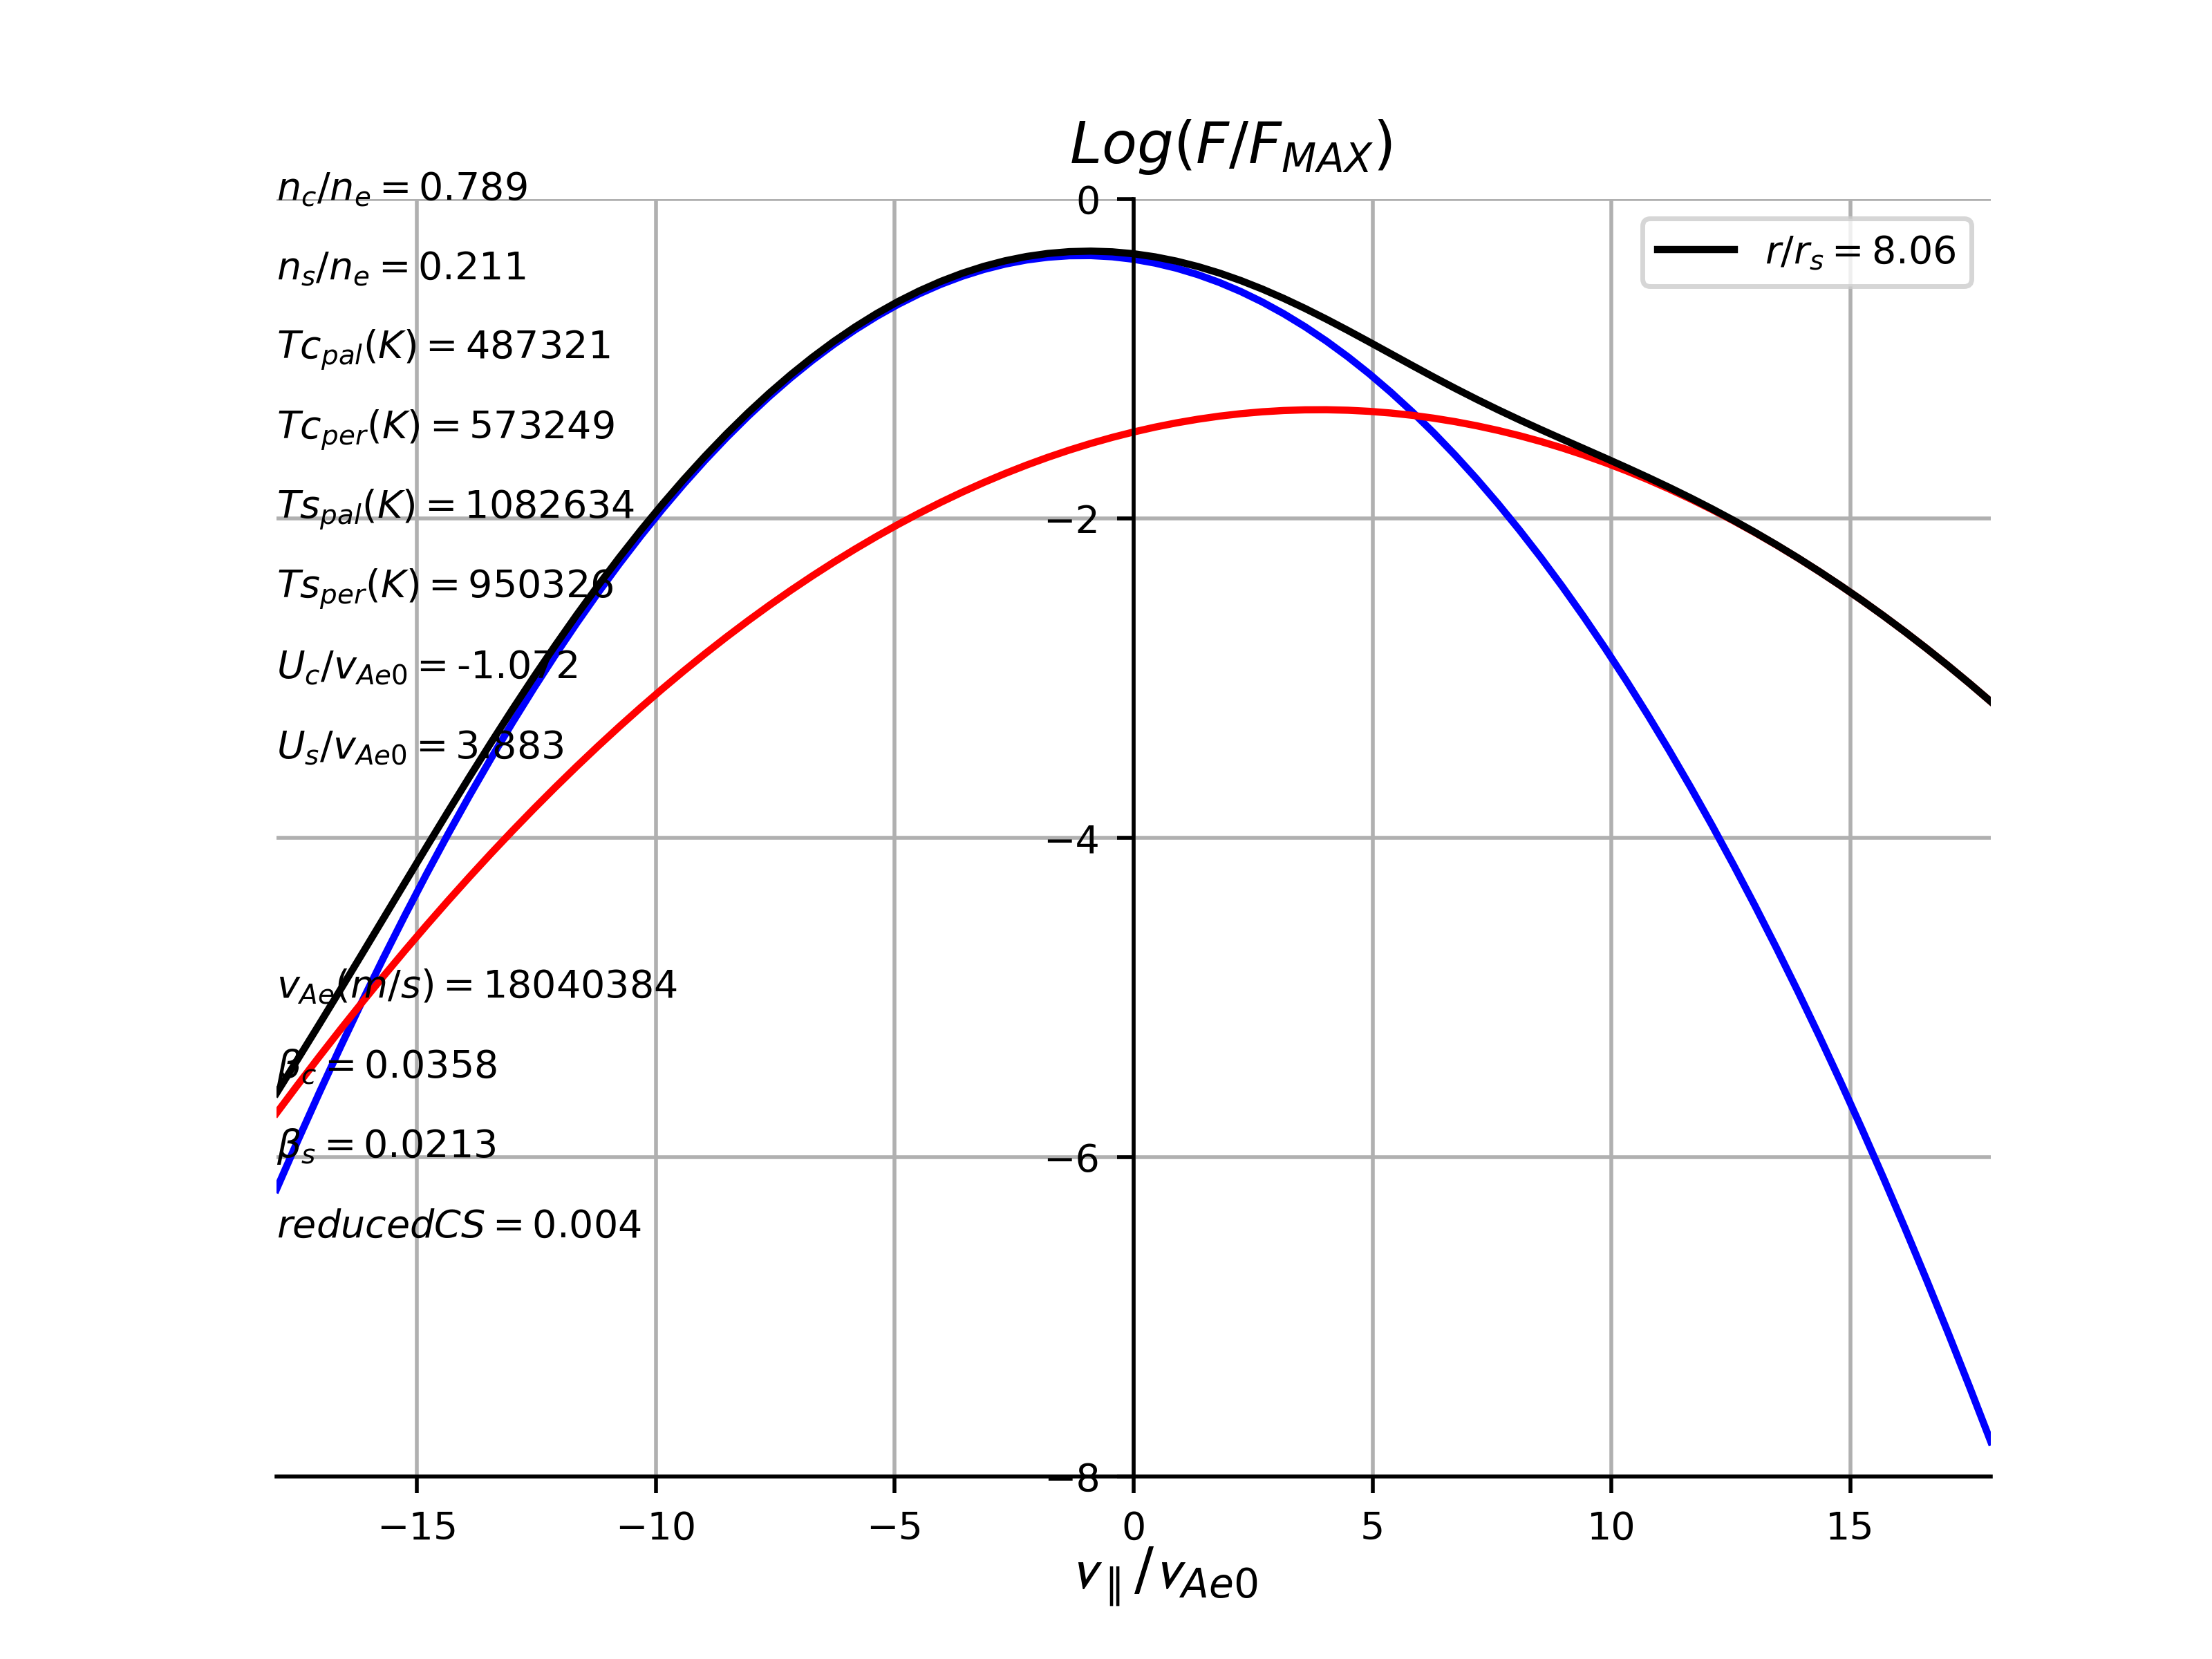 Log(F/F_MAX)
n_c/n_e = 0.789
n_s/n_e = 0.211
Tc_pal(K) = 487321
Tc_per(K) = 573249
Ts_pal(K) = 1082634
Ts_per(K) = 950326
U_c/v_Ae0 = -1.072
U_s/v_Ae0 = 3.883
v_Ae(m/s) = 18040384
β_c = 0.0358
β_s = 0.0213
reducedCS = 0.004
r/r_s = 8.06
0
−2
−4
−6
−8
−15 −10 −5 0 5 10 15
v_∥/v_Ae0